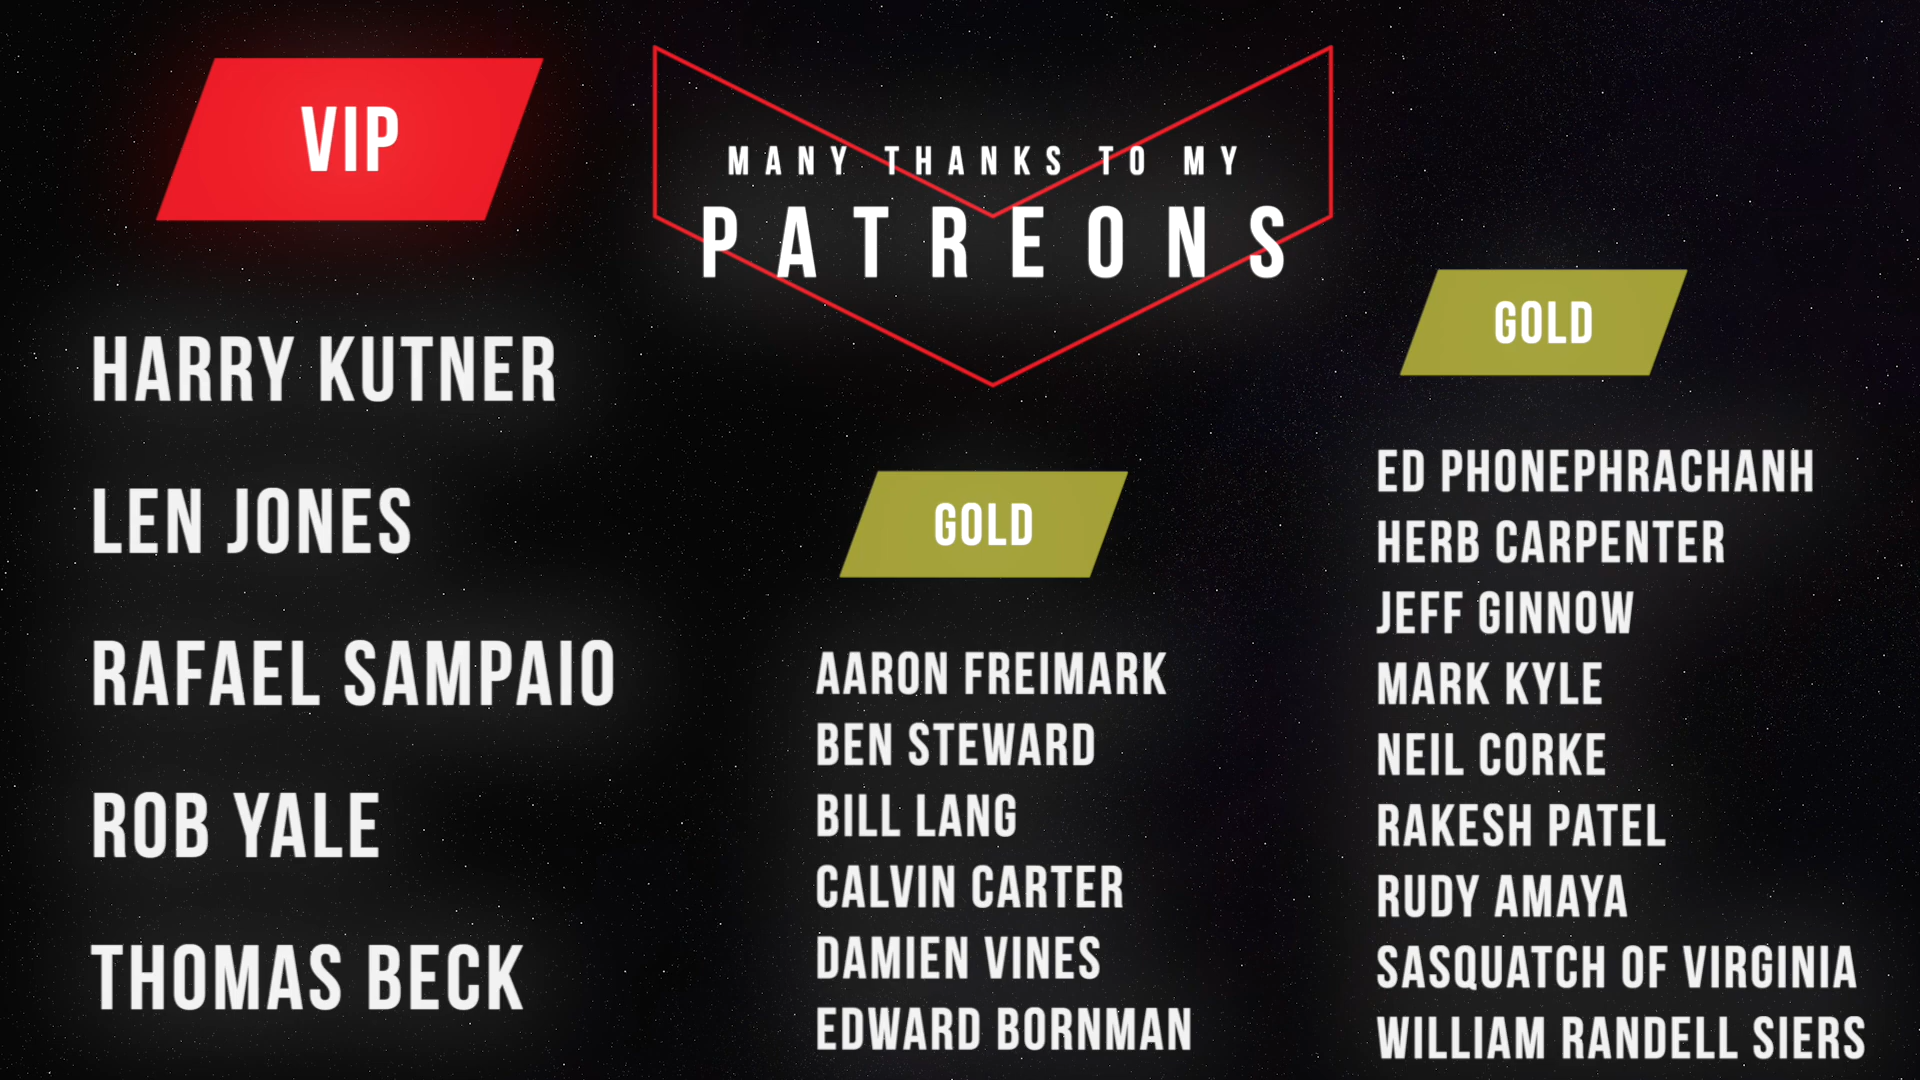 VIP
HARRY KUTNER
LEN JONES
RAFAEL SAMPAIO
ROB YALE
THOMAS BECK
MANY THANKS TO MY
PATREONS
GOLD
AARON FREIMARK
BEN STEWARD
BILL LANG
CALVIN CARTER
DAMIEN VINES
EDWARD BORNMAN
GOLD
ED PHONEPHRACHANH
HERB CARPENTER
JEFF GINNOW
MARK KYLE
NEIL CORKE
RAKESH PATEL
RUDY AMAYA
SASQUATCH OF VIRGINIA
WILLIAM RANDELL SIERS